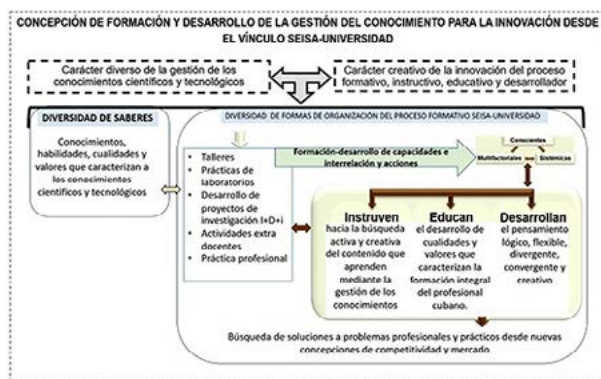 CONCEPCIÓN DE FORMACIÓN Y DESARROLLO DE LA GESTIÓN DEL CONOCIMIENTO PARA LA INNOVACIÓN DESDE
EL VÍNCULO SEISA-UNIVERSIDAD
Carácter diverso de la gestión de los
conocimientos científicos y tecnológicos
Carácter creativo de la innovación del proceso
formativo, instructivo, educativo y desarrollador
DIVERSIDAD DE SABERES
Conocimientos,
habilidades, cualidades y
valores que caracterizan a
los conocimientos
científicos y tecnológicos
DIVERSIDAD DE FORMAS DE ORGANIZACIÓN DEL PROCESO FORMATIVO SEISA-UNIVERSIDAD
• Talleres
• Prácticas de
laboratorios
• Desarrollo de
proyectos de
investigación I+D+i
• Actividades extra
docentes
• Práctica profesional
Formación-desarrollo de capacidades e
interrelación y acciones
Conscientes
Multifactoriales
Sistémicas
Instruyen
hacia la búsqueda
activa y creativa
del contenido que
aprenden
mediante la
gestión de los
conocimientos
Educan
el desarrollo de
cualidades y
valores que
caracterizan la
formación integral
del profesional
cubano.
Desarrollan
el pensamiento
lógico, flexible,
divergente,
convergente y
creativo
Búsqueda de soluciones a problemas profesionales y prácticos desde nuevas
concepciones de competitividad y mercado